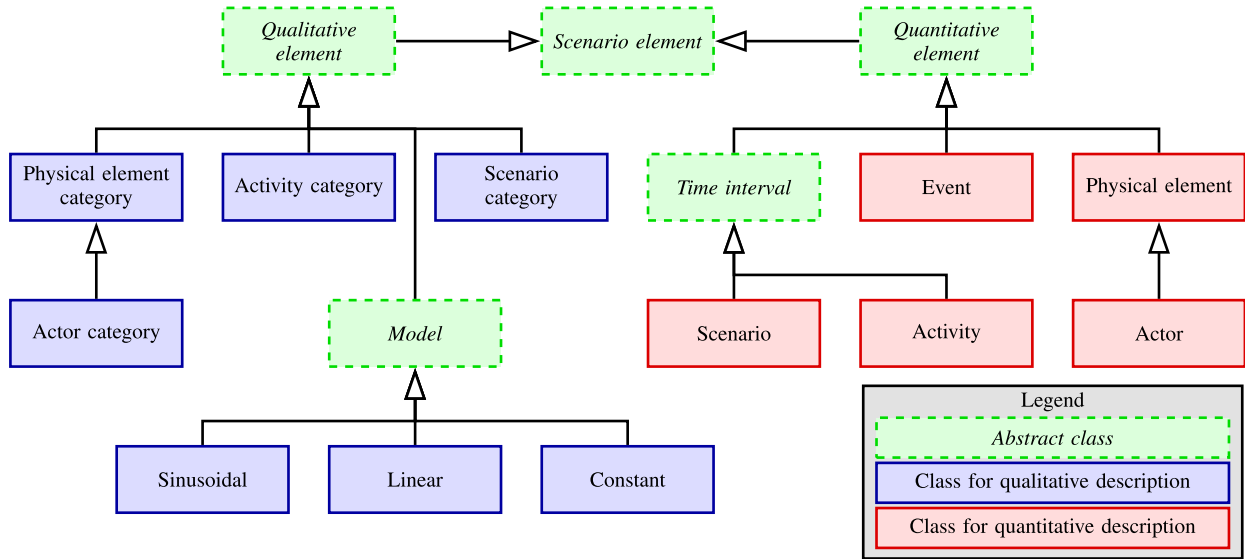 Qualitative
element
Scenario element
Quantitative
element
Physical element
category
Activity category
Scenario
category
Time interval
Event
Physical element
Actor category
Model
Scenario
Activity
Actor
Sinusoidal
Linear
Constant
Legend
Abstract class
Class for qualitative description
Class for quantitative description